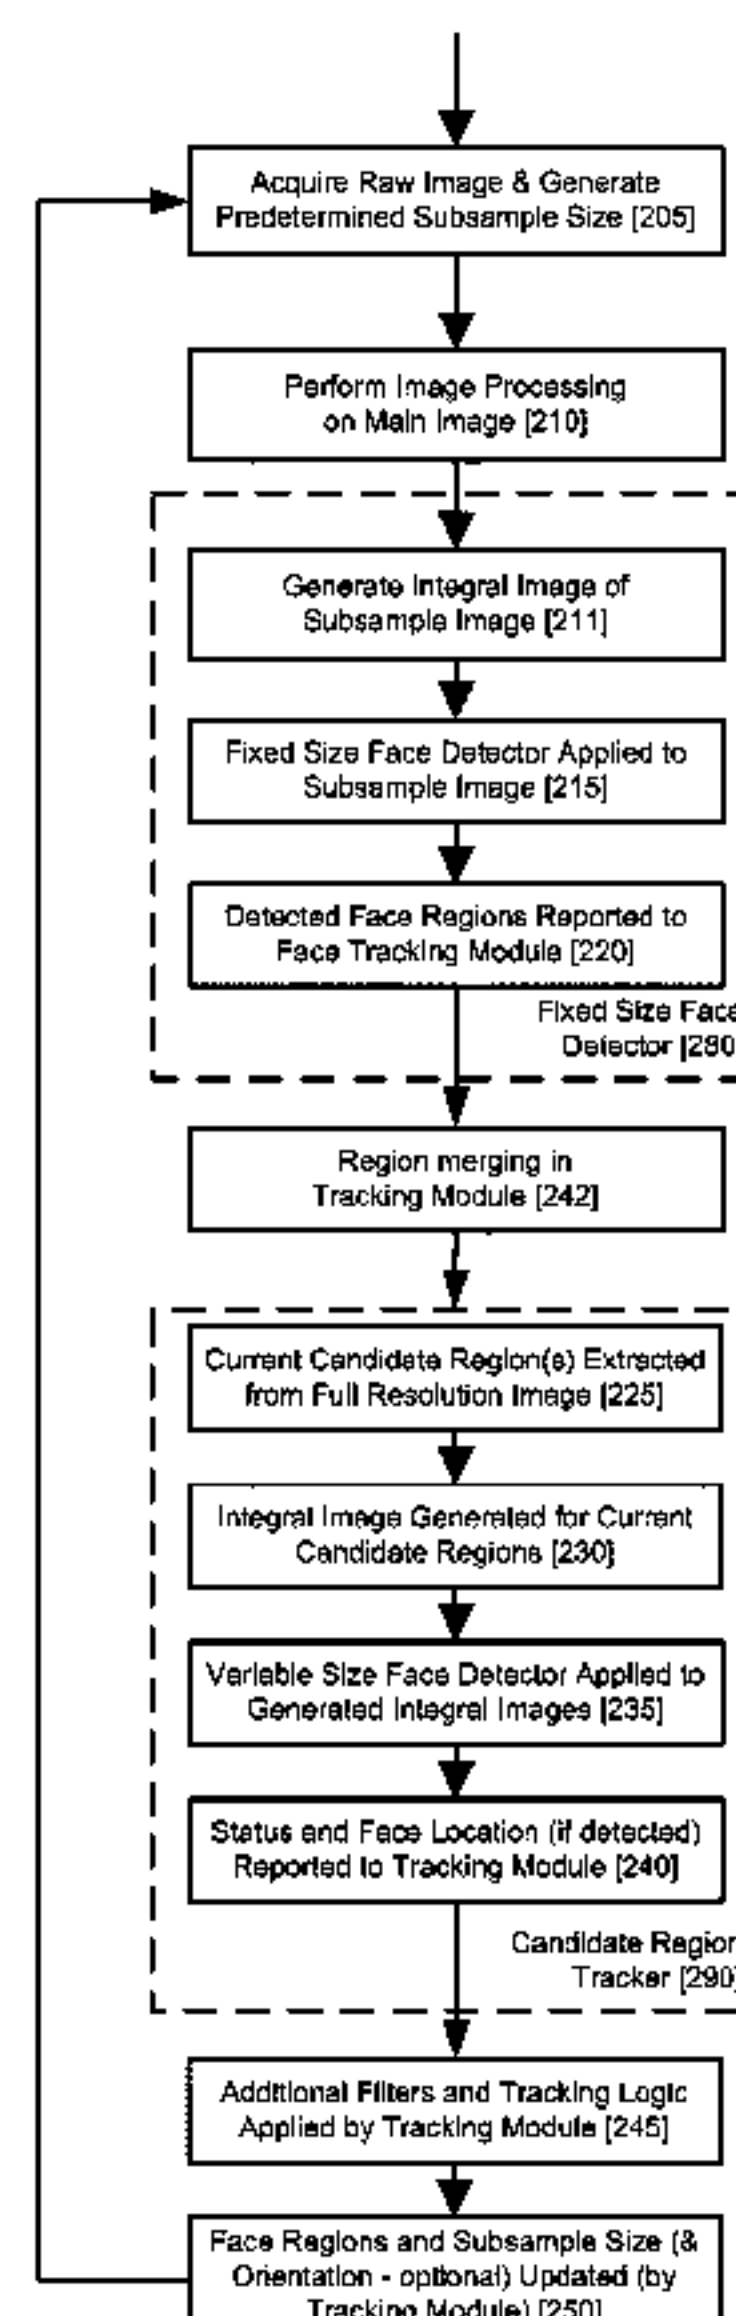 Acquire Raw Image & Generate
Predetermined Subsample Size [205]
Perform Image Processing
on Main Image [210]
Generate Integral Image of
Subsample Image [211]
Fixed Size Face Detector Applied to
Subsample Image [215]
Detected Face Regions Reported to
Face Tracking Module [220]
Fixed Size Face
Detector [280
Region merging in
Tracking Module [242]
Current Candidate Region(s) Extracted
from Full Resolution Image [225]
Integral Image Generated for Current
Candidate Regions [230]
Variable Size Face Detector Applied to
Generated Integral Images [235]
Status and Face Location (if detected)
Reported to Tracking Module [240]
Candidate Region
Tracker [290]
Additional Filters and Tracking Logic
Applied by Tracking Module [245]
Face Regions and Subsample Size (&
Orientation - optional) Updated (by
Tracking Module) [250]